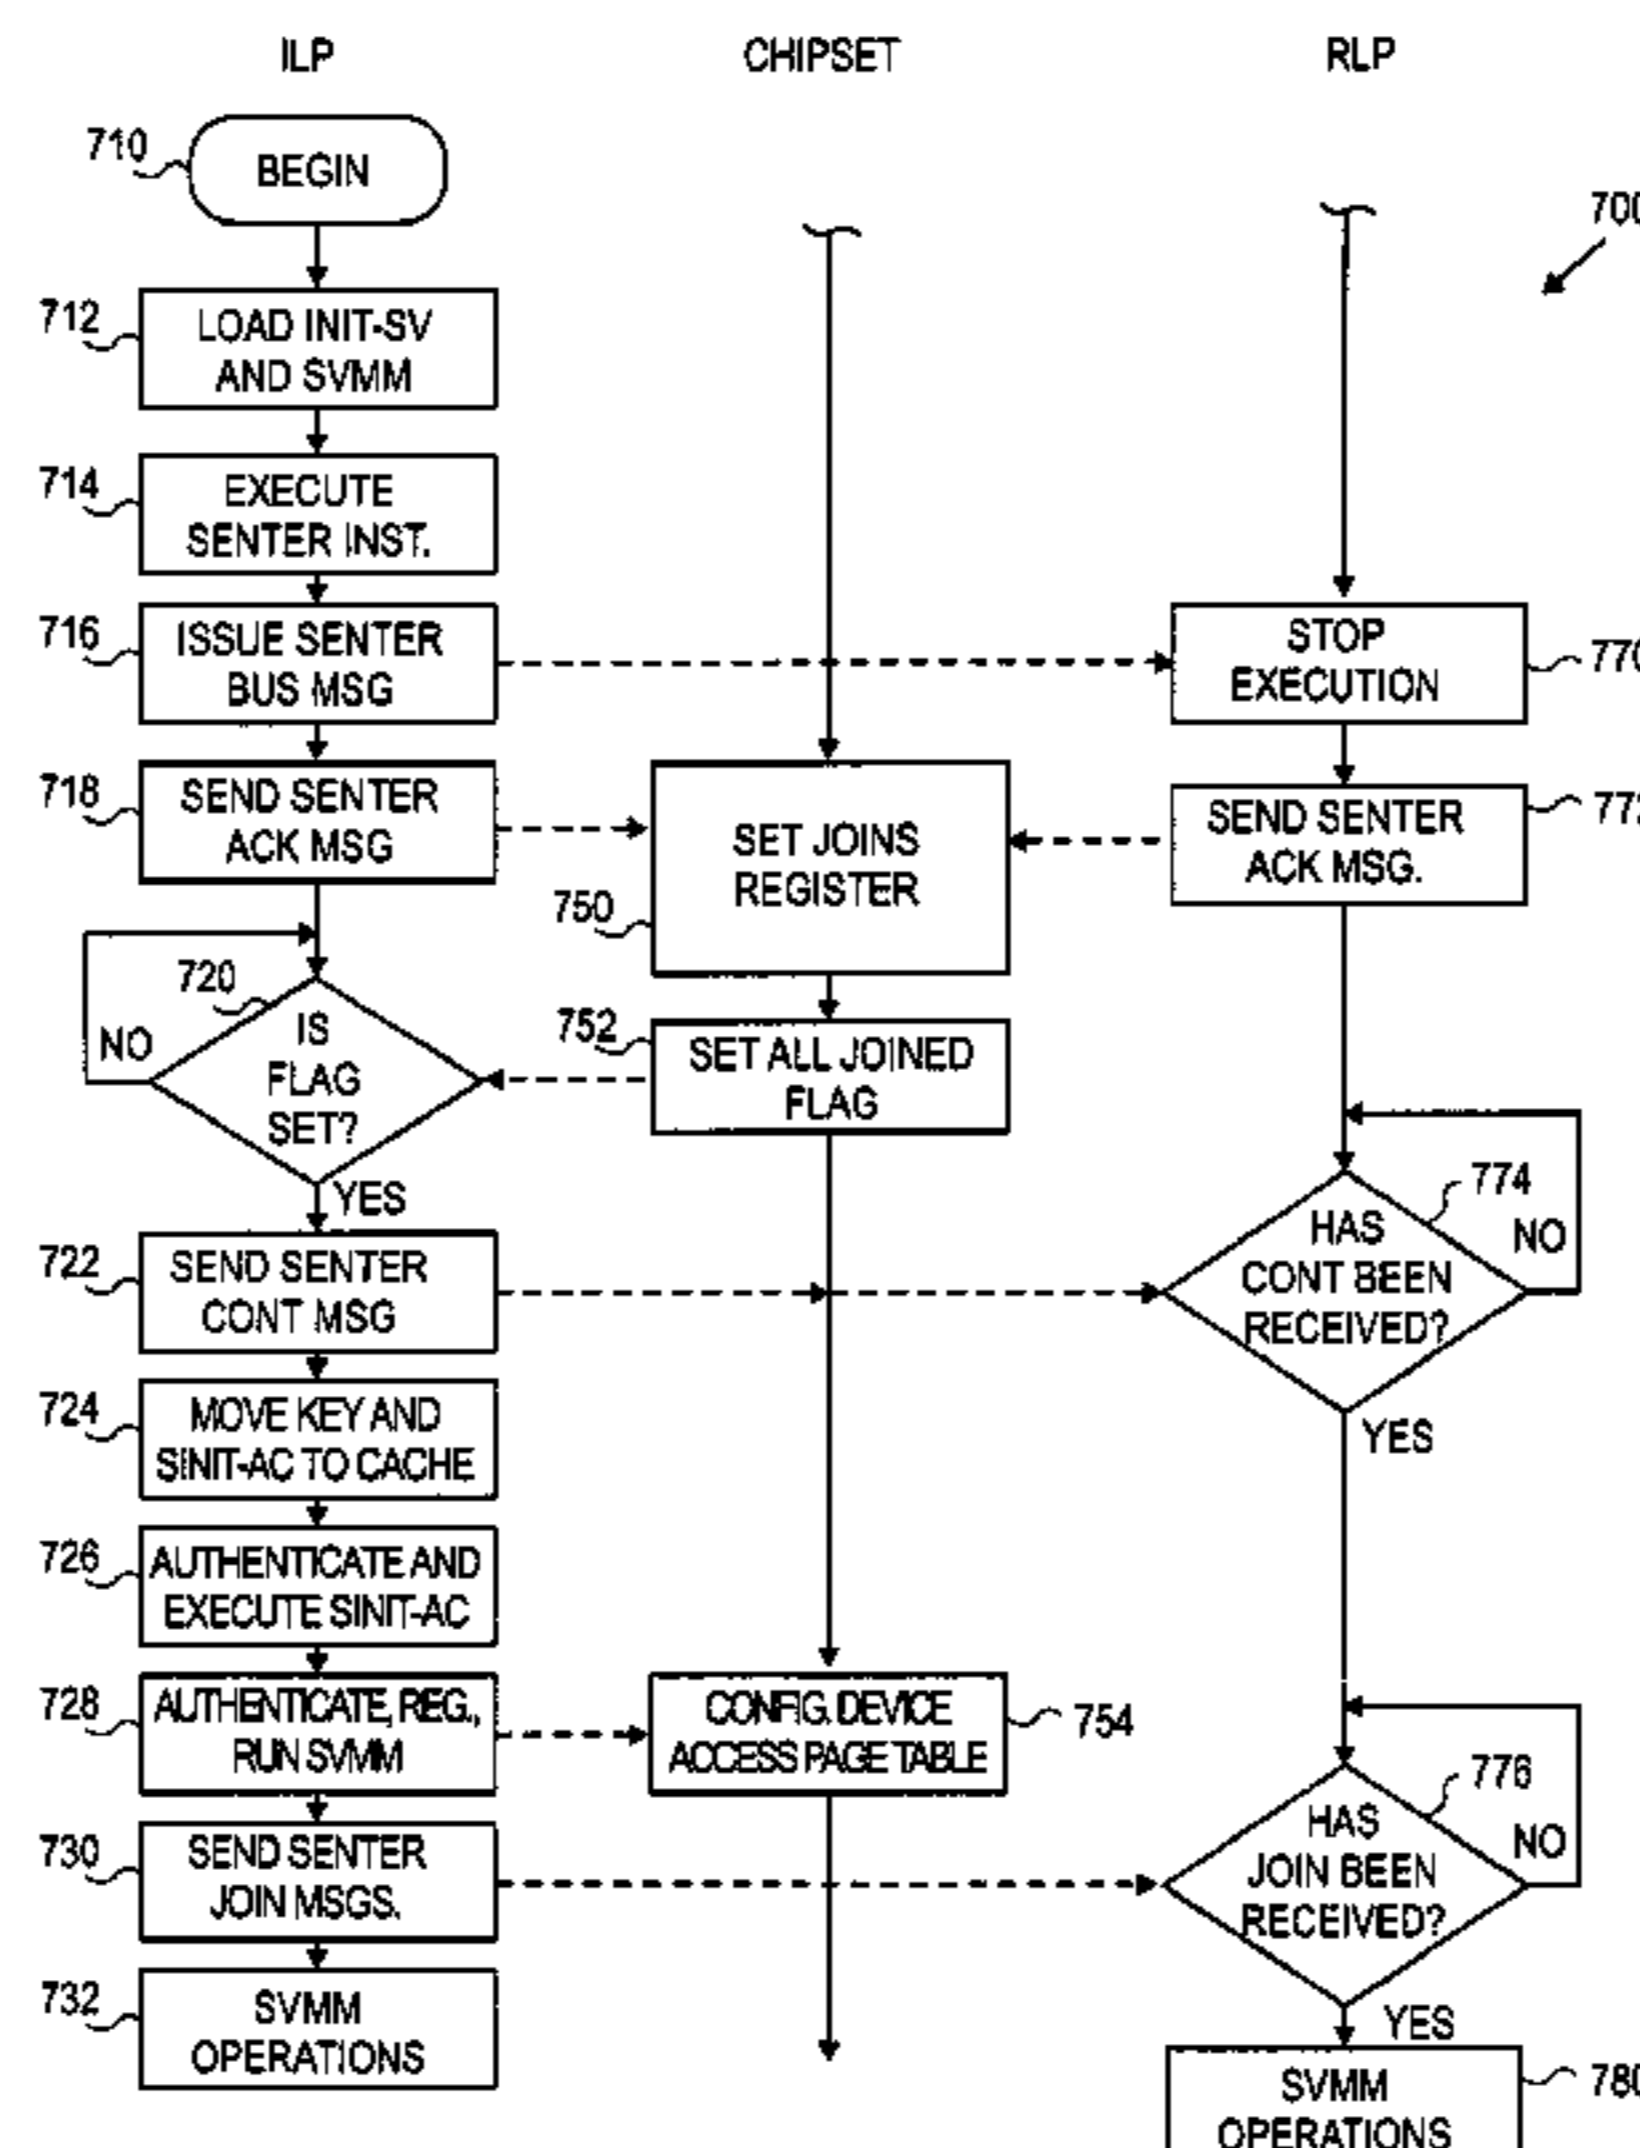 ILP
CHIPSET
RLP
710
BEGIN
700
712
LOAD INIT-SV
AND SVMM
714
EXECUTE
SENTER INST.
716
ISSUE SENTER
BUS MSG
STOP
EXECUTION
770
718
SEND SENTER
ACK MSG
SET JOINS
REGISTER
750
SEND SENTER
ACK MSG.
772
720
IS
FLAG
SET?
NO
YES
752
SET ALL JOINED
FLAG
722
SEND SENTER
CONT MSG
774
HAS
CONT BEEN
RECEIVED?
NO
YES
724
MOVE KEY AND
SINIT-AC TO CACHE
726
AUTHENTICATE AND
EXECUTE SINIT-AC
728
AUTHENTICATE, REG.,
RUN SVMM
CONFIG. DEVICE
ACCESS PAGE TABLE
754
730
SEND SENTER
JOIN MSGS.
776
HAS
JOIN BEEN
RECEIVED?
NO
YES
732
SVMM
OPERATIONS
SVMM
OPERATIONS
780